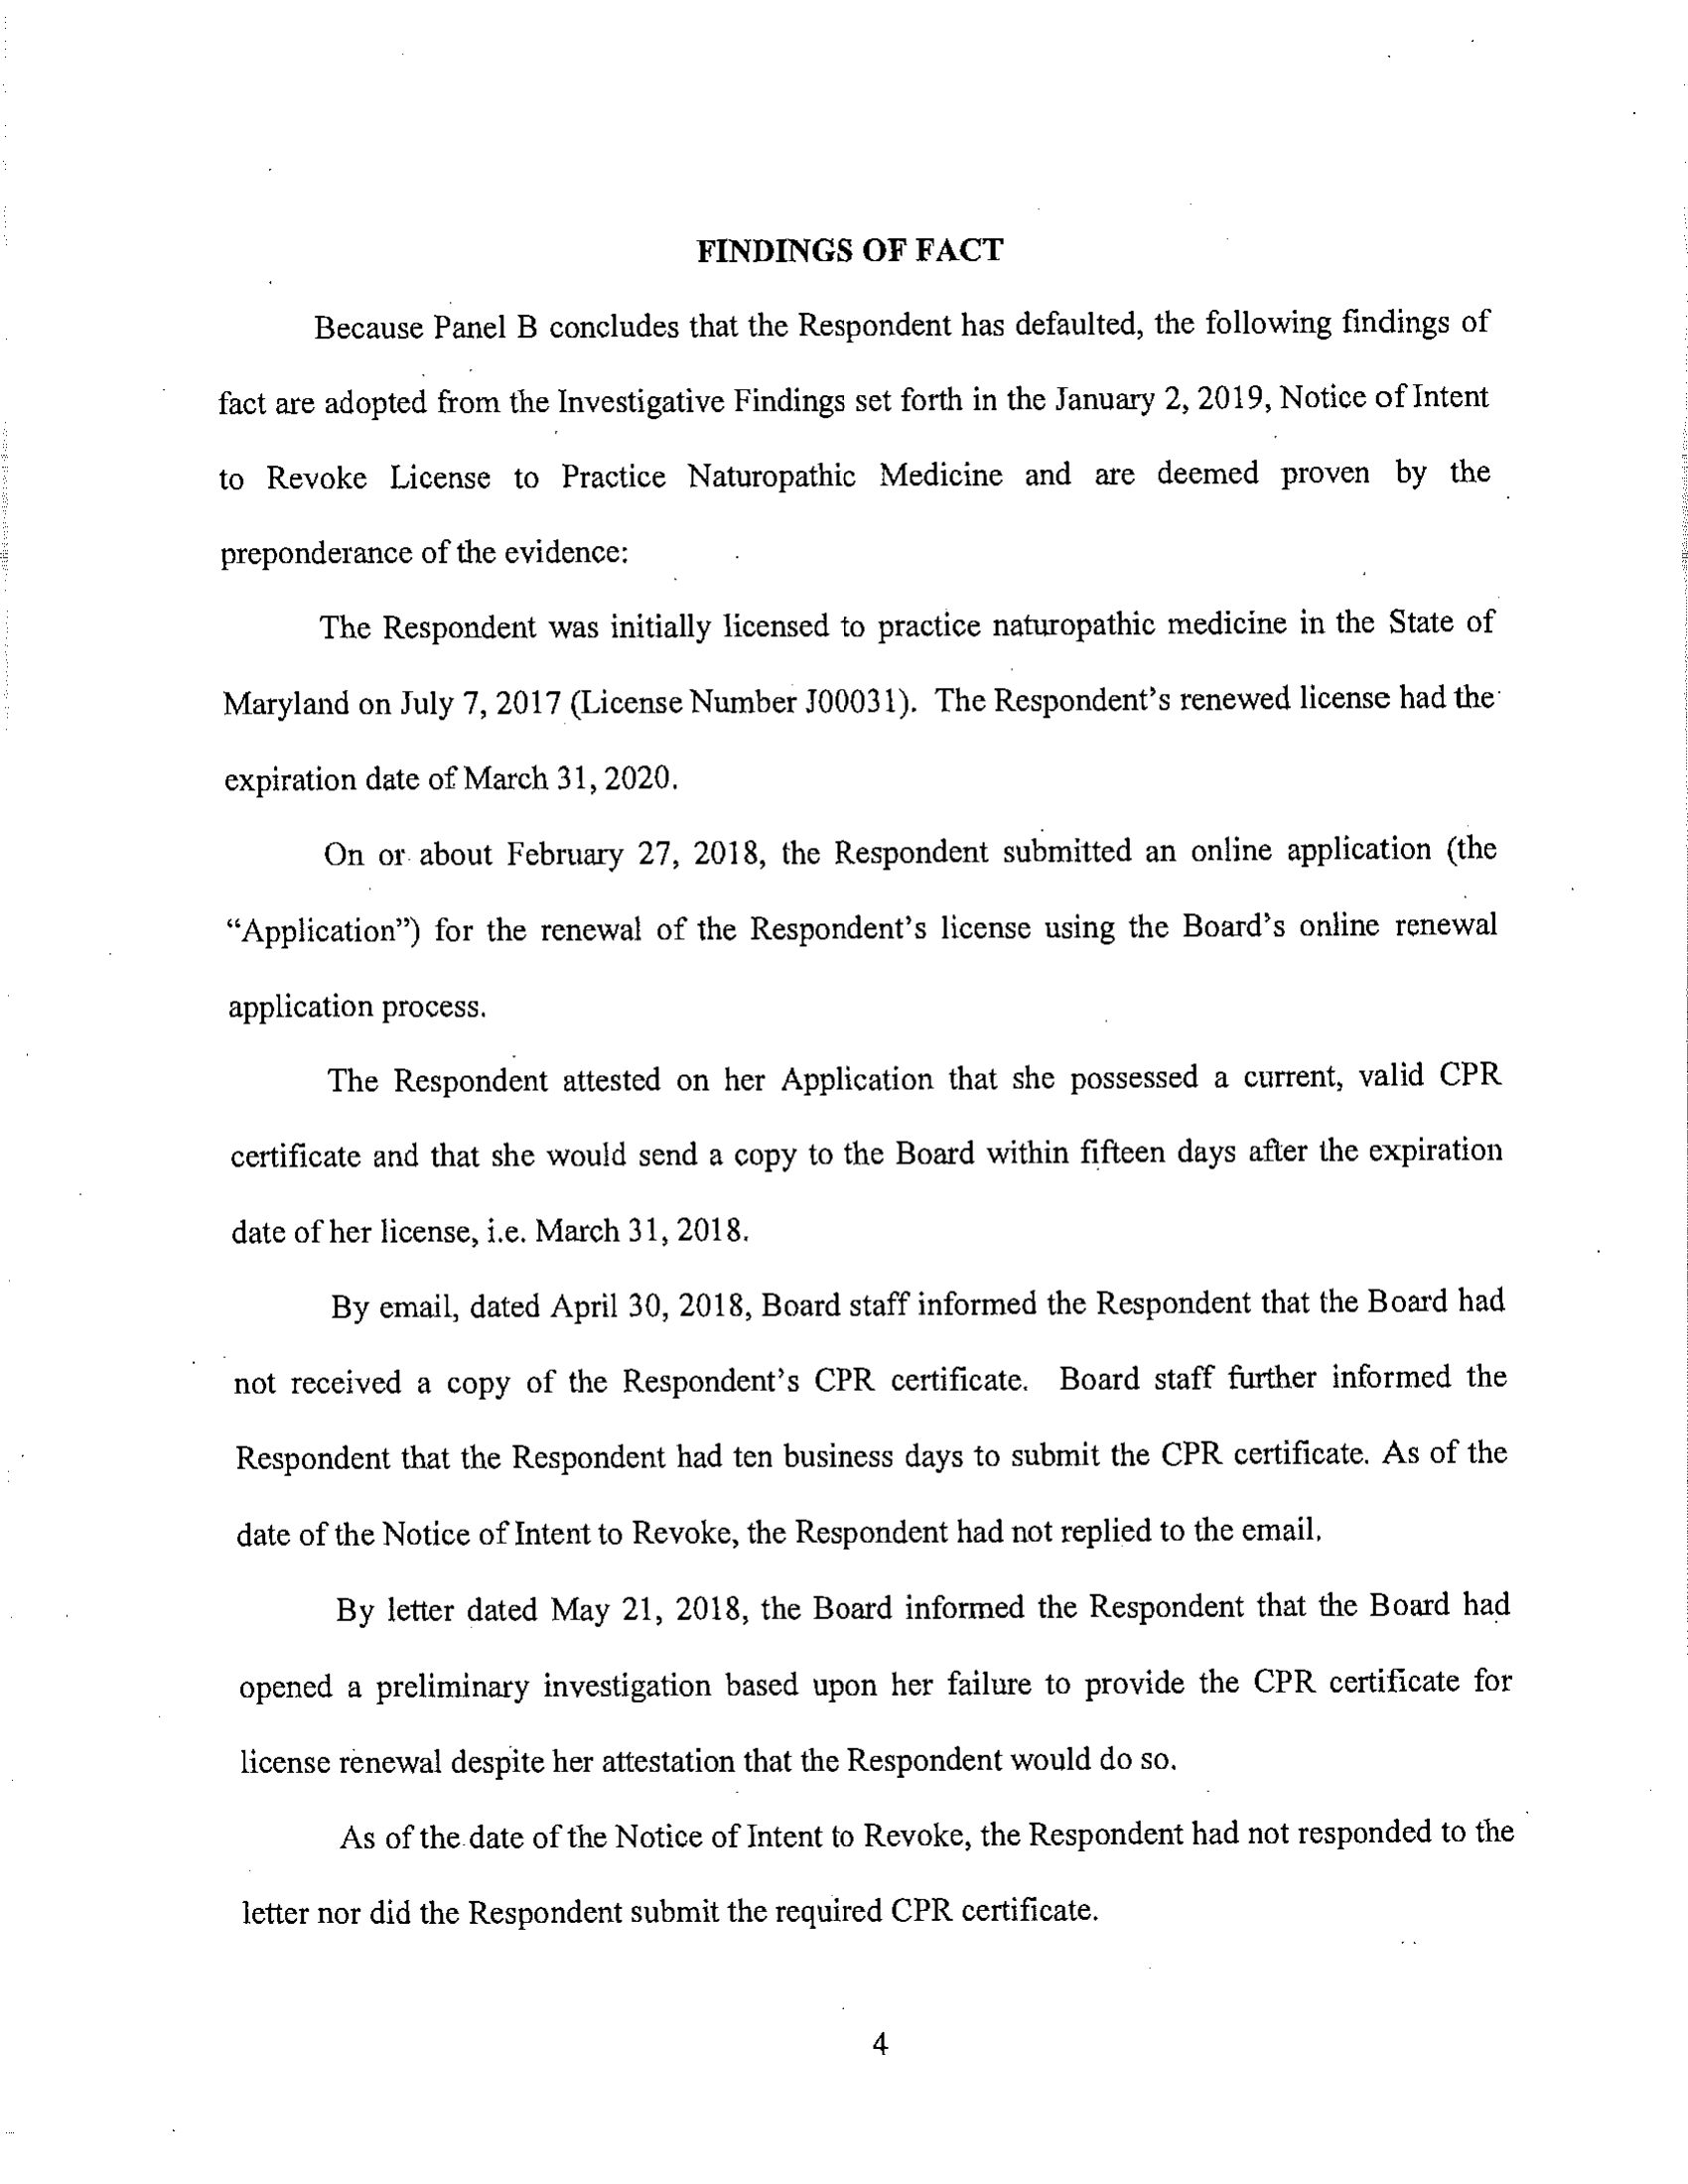 FINDINGS OF FACT
Because Panel B concludes that the Respondent has defaulted, the following findings of
fact are adopted from the Investigative Findings set forth in the January 2, 2019, Notice of Intent
to Revoke License to Practice Naturopathic Medicine and are deemed proven by the
preponderance of the evidence:
The Respondent was initially licensed to practice naturopathic medicine in the State of
Maryland on July 7, 2017 (License Number J00031). The Respondent's renewed license had the
expiration date of March 31, 2020.
On or about February 27, 2018, the Respondent submitted an online application (the
“Application”) for the renewal of the Respondent's license using the Board's online renewal
application process.
The Respondent attested on her Application that she possessed a current, valid CPR
certificate and that she would send a copy to the Board within fifteen days after the expiration
date of her license, i.e. March 31, 2018.
By email, dated April 30, 2018, Board staff informed the Respondent that the Board had
not received a copy of the Respondent's CPR certificate. Board staff further informed the
Respondent that the Respondent had ten business days to submit the CPR certificate. As of the
date of the Notice of Intent to Revoke, the Respondent had not replied to the email.
By letter dated May 21, 2018, the Board informed the Respondent that the Board had
opened a preliminary investigation based upon her failure to provide the CPR certificate for
license renewal despite her attestation that the Respondent would do so.
As of the date of the Notice of Intent to Revoke, the Respondent had not responded to the
letter nor did the Respondent submit the required CPR certificate.
4